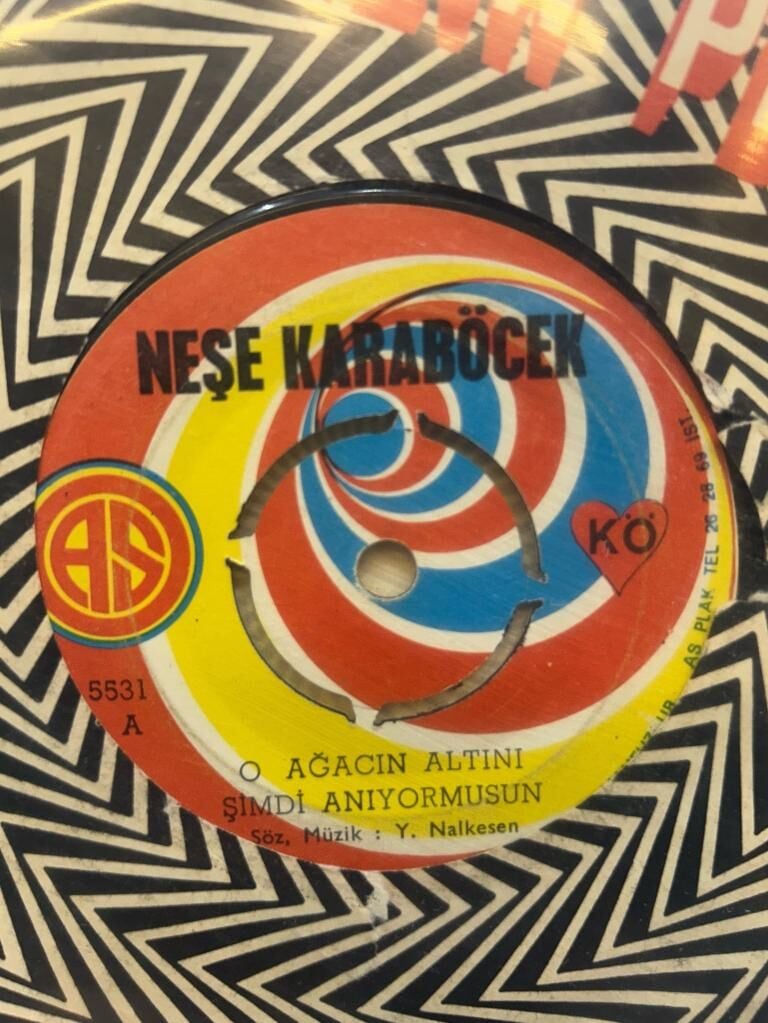 NEŞE KARABÖCEK
AS
KÖ
5531
A
AS PLAK TEL 26 28 69 İST.
O AĞACIN ALTINI
ŞİMDİ ANIYORMUSUN
Söz, Müzik : Y. Nalkesen